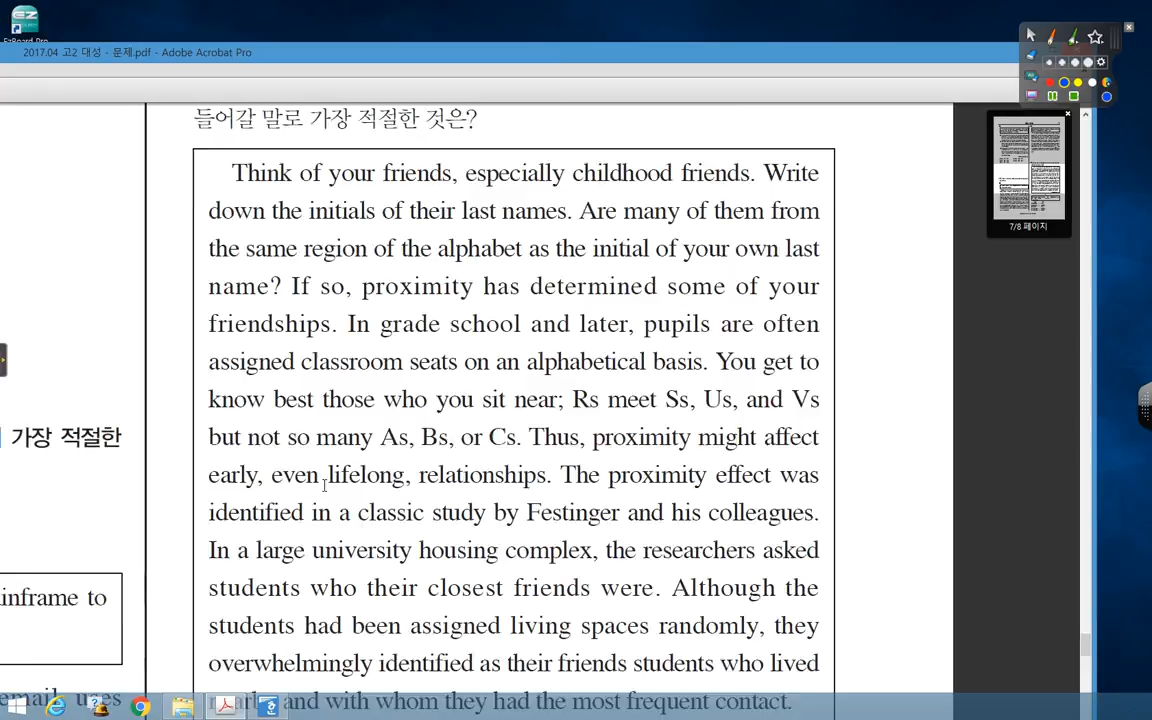 EzBoard Pro
2017.04 고2 대성 - 문제.pdf - Adobe Acrobat Pro
들어갈 말로 가장 적절한 것은?
Think of your friends, especially childhood friends. Write
down the initials of their last names. Are many of them from
the same region of the alphabet as the initial of your own last
name? If so, proximity has determined some of your
friendships. In grade school and later, pupils are often
assigned classroom seats on an alphabetical basis. You get to
know best those who you sit near; Rs meet Ss, Us, and Vs
but not so many As, Bs, or Cs. Thus, proximity might affect
early, even lifelong, relationships. The proximity effect was
identified in a classic study by Festinger and his colleagues.
In a large university housing complex, the researchers asked
students who their closest friends were. Although the
students had been assigned living spaces randomly, they
overwhelmingly identified as their friends students who lived
and with whom they had the most frequent contact.
가장 적절한
inframe to
email uses
7/8 페이지